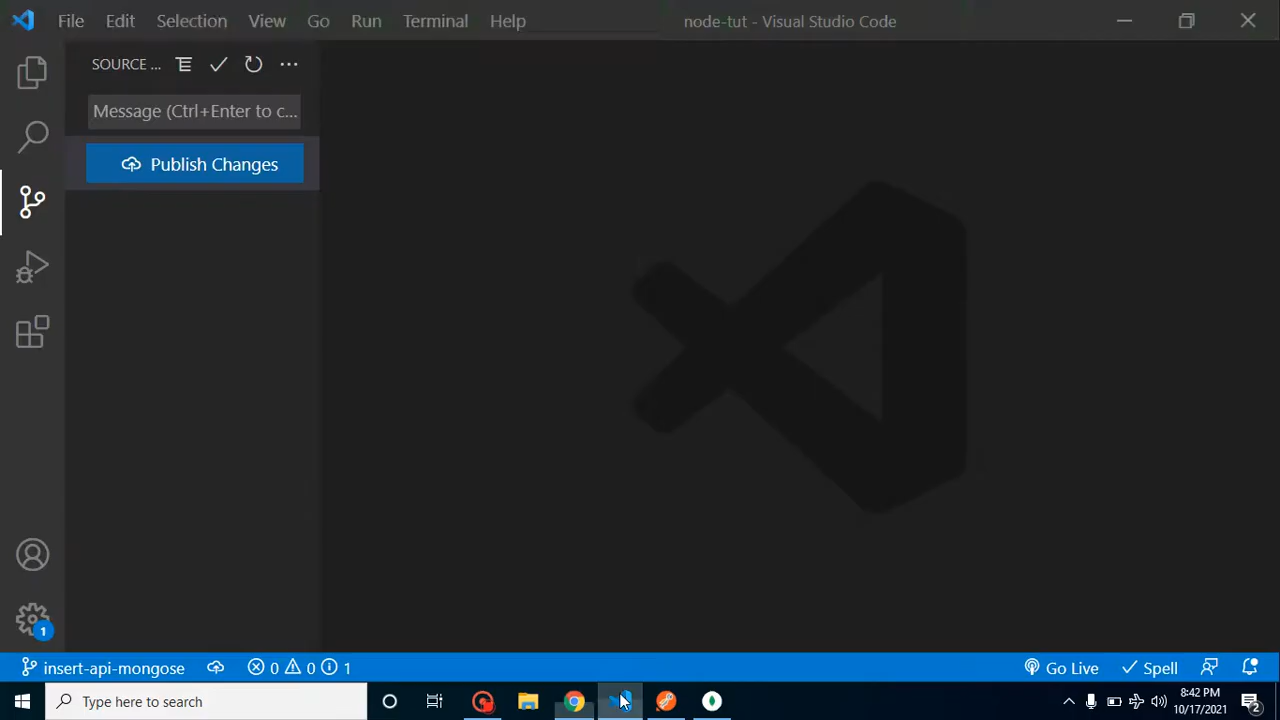 File Edit Selection View Go Run Terminal Help node-tut - Visual Studio Code
SOURCE ...
Message (Ctrl+Enter to c...
Publish Changes
1
insert-api-mongose 0 0 1 Go Live Spell
Type here to search
8:42 PM
10/17/2021
2